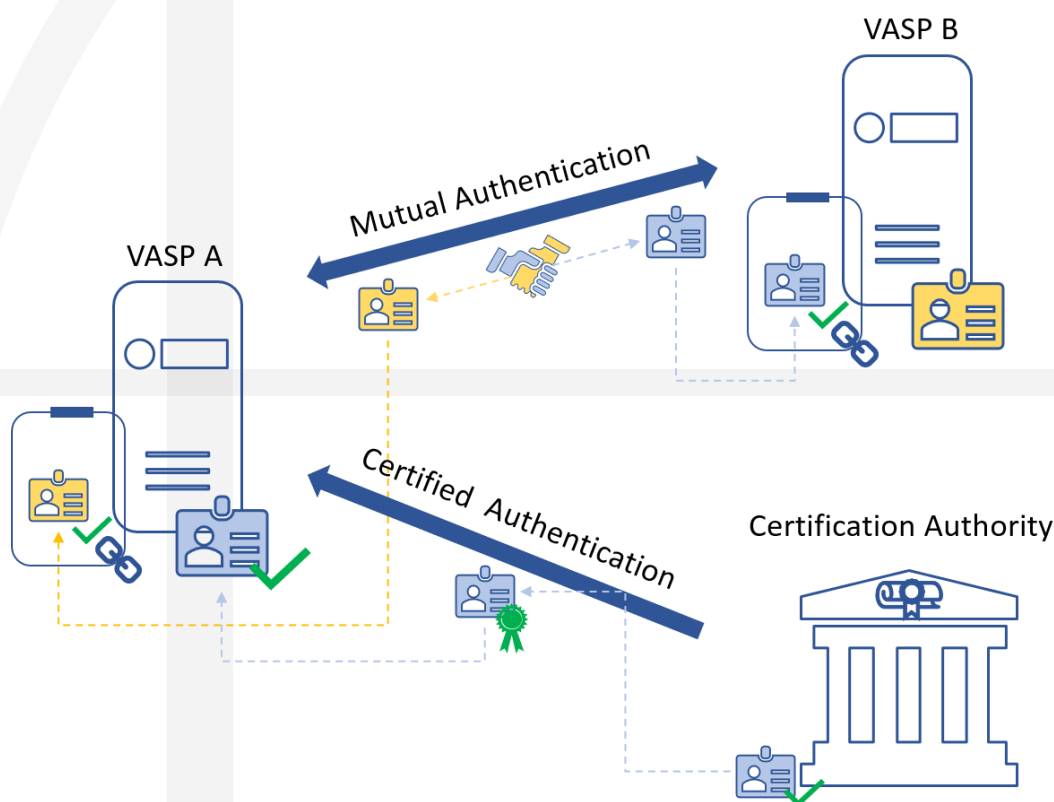 VASP B
Mutual Authentication
VASP A
Certified Authentication
Certification Authority